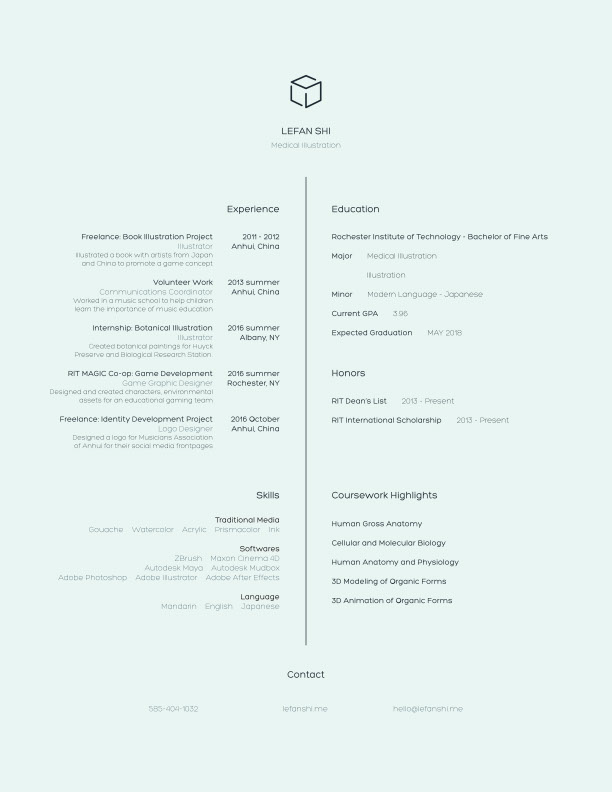 LEFAN SHI
Medical Illustration
Experience
Freelance: Book Illustration Project 2011 - 2012
Illustrator Anhui, China
Illustrated a book with artists from Japan
and China to promote a game concept
Volunteer Work 2013 summer
Communications Coordinator Anhui, China
Worked in a music school to help children
learn the importance of music education
Internship: Botanical Illustration 2016 summer
Illustrator Albany, NY
Created botanical paintings for Huyck
Preserve and Biological Research Station.
RIT MAGIC Co-op: Game Development 2016 summer
Game Graphic Designer Rochester, NY
Designed and created characters, environmental
assets for an educational gaming team
Freelance: Identity Development Project 2016 October
Logo Designer Anhui, China
Designed a logo for Musicians Association
of Anhui for their social media frontpages
Education
Rochester Institute of Technology - Bachelor of Fine Arts
Major Medical Illustration
Illustration
Minor Modern Language - Japanese
Current GPA 3.96
Expected Graduation MAY 2018
Honors
RIT Dean's List 2013 - Present
RIT International Scholarship 2013 - Present
Skills
Traditional Media
Gouache Watercolor Acrylic Prismacolor Ink
Softwares
ZBrush Maxon Cinema 4D
Autodesk Maya Autodesk Mudbox
Adobe Photoshop Adobe Illustrator Adobe After Effects
Language
Mandarin English Japanese
Coursework Highlights
Human Gross Anatomy
Cellular and Molecular Biology
Human Anatomy and Physiology
3D Modeling of Organic Forms
3D Animation of Organic Forms
Contact
585-404-1032 lefanshi.me hello@lefanshi.me